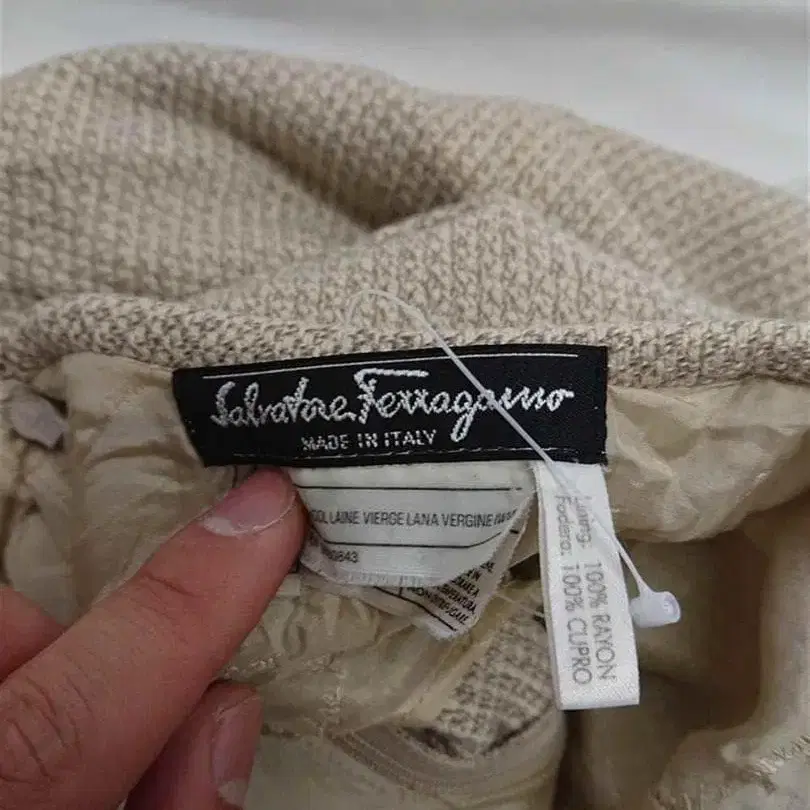 Salvatore Ferragamo
MADE IN ITALY
LAINE VIERGE LANA VERGINE
Lining: 100% RAYON
Fodera: 100% CUPRO